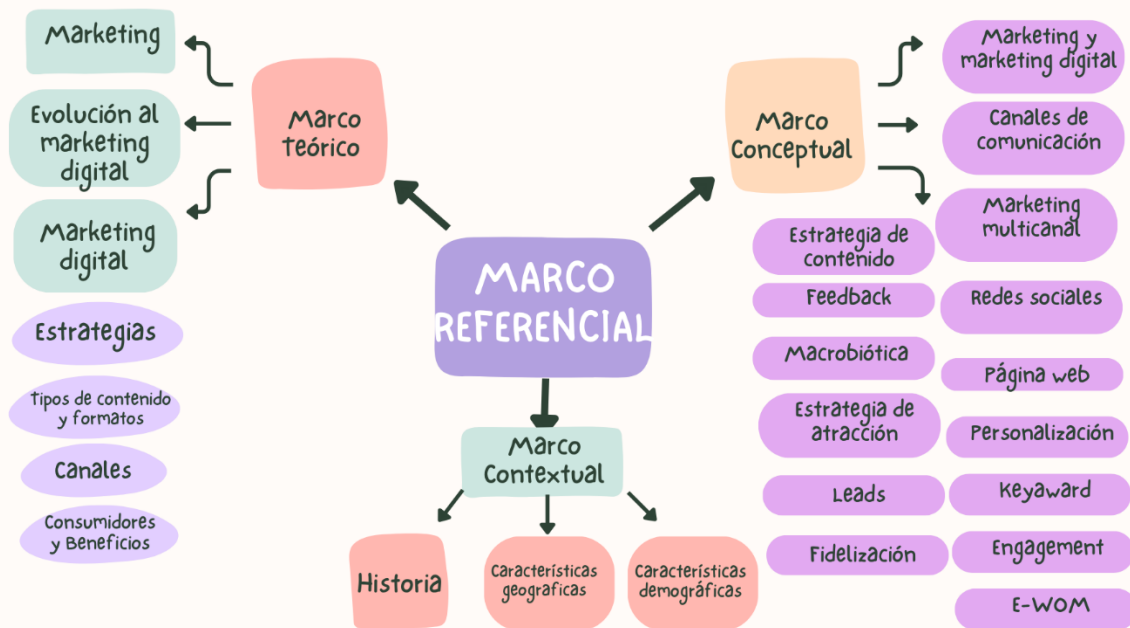 Marketing
Evolución al
marketing
digital
Marketing
digital
Estrategias
Tipos de contenido
y formatos
Canales
Consumidores
y Beneficios
Marco
Teórico
MARCO
REFERENCIAL
Marco
Contextual
Historia
Características
geograficas
Características
demográficas
Marco
Conceptual
Marketing y
marketing digital
Canales de
comunicación
Marketing
multicanal
Estrategia de
contenido
Feedback
Redes sociales
Macrobiótica
Página web
Estrategia de
atracción
Personalización
Leads
Keyaward
Fidelización
Engagement
E-WOM